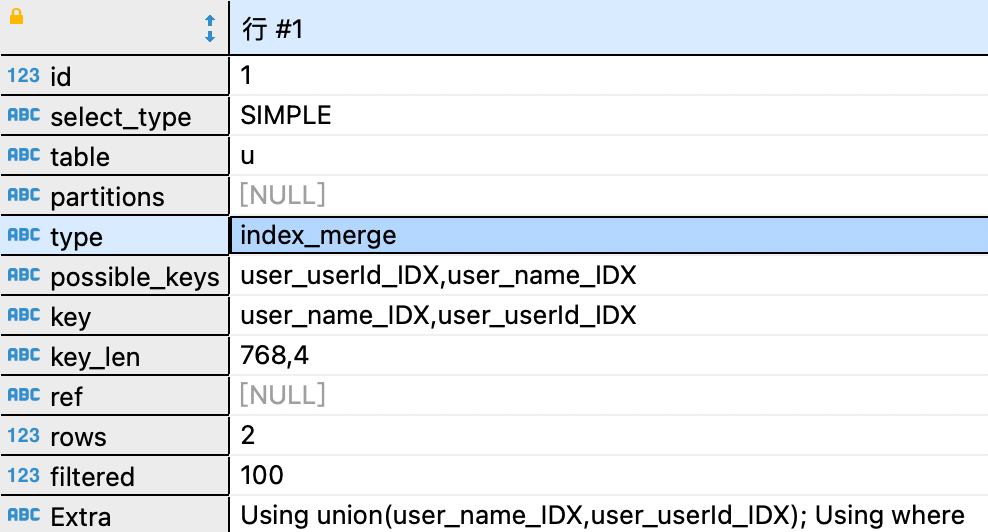 行 #1
123 id 1
ABC select_type SIMPLE
ABC table u
ABC partitions [NULL]
ABC type index_merge
ABC possible_keys user_userId_IDX,user_name_IDX
ABC key user_name_IDX,user_userId_IDX
ABC key_len 768,4
ABC ref [NULL]
123 rows 2
123 filtered 100
ABC Extra Using union(user_name_IDX,user_userId_IDX); Using where